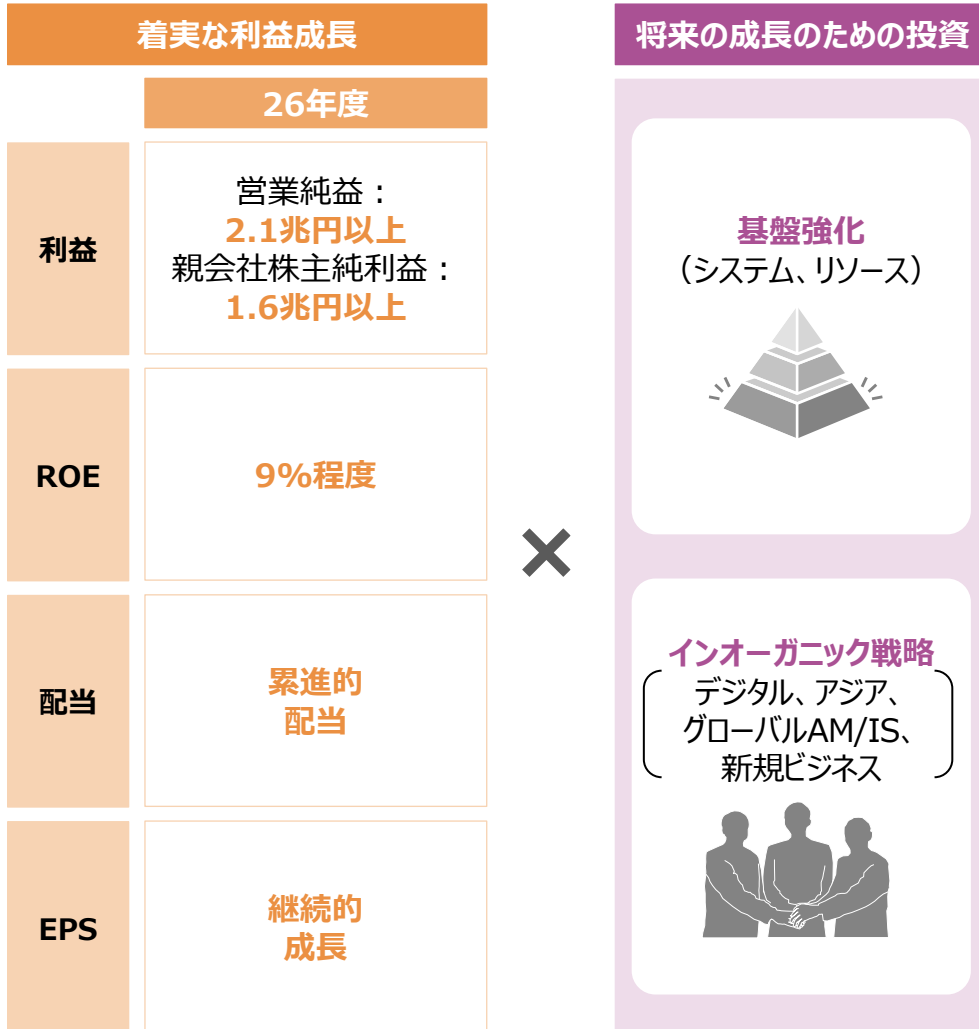 着実な利益成長
26年度
利益
営業純益：
2.1兆円以上
親会社株主純利益：
1.6兆円以上
ROE
9%程度
配当
累進的
配当
EPS
継続的
成長
×
将来の成長のための投資
基盤強化
（システム、リソース）
インオーガニック戦略
デジタル、アジア、
グローバルAM/IS、
新規ビジネス